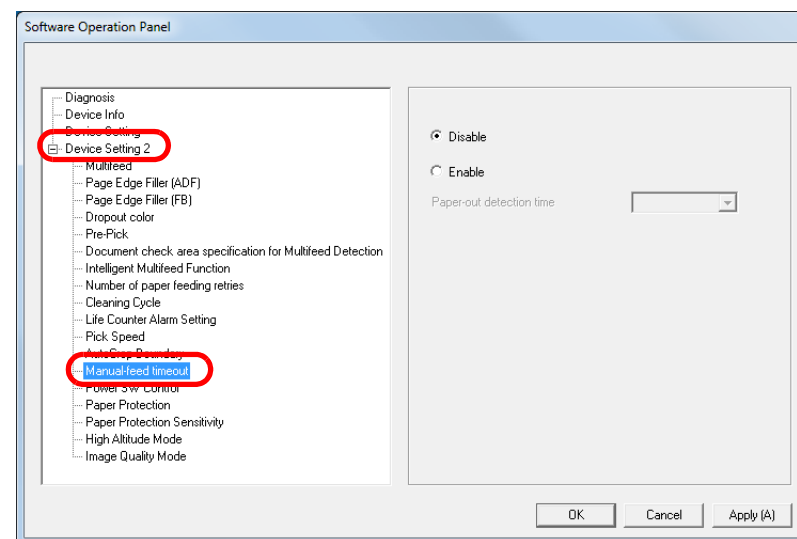 Software Operation Panel
Diagnosis
Device Info
Device Setting
Device Setting 2
Multifeed
Page Edge Filler (ADF)
Page Edge Filler (FB)
Dropout color
Pre-Pick
Document check area specification for Multifeed Detection
Intelligent Multifeed Function
Number of paper feeding retries
Cleaning Cycle
Life Counter Alarm Setting
Pick Speed
AutoCrop Boundary
Manual-feed timeout
Power SW Control
Paper Protection
Paper Protection Sensitivity
High Altitude Mode
Image Quality Mode
Disable
Enable
Paper-out detection time
OK Cancel Apply (A)